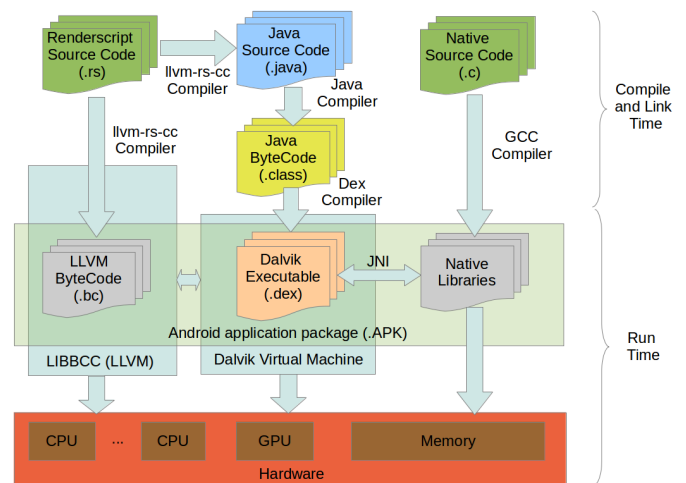 Renderscript
Source Code
(.rs)
llvm-rs-cc
Compiler
Java
Source Code
(.java)
Native
Source Code
(.c)
Java
Compiler
Compile
and Link
Time
llvm-rs-cc
Compiler
Java
ByteCode
(.class)
GCC
Compiler
Dex
Compiler
LLVM
ByteCode
(.bc)
Dalvik
Executable
(.dex)
JNI
Native
Libraries
Android application package (.APK)
LIBBCC (LLVM)
Dalvik Virtual Machine
Run
Time
CPU
...
CPU
GPU
Memory
Hardware